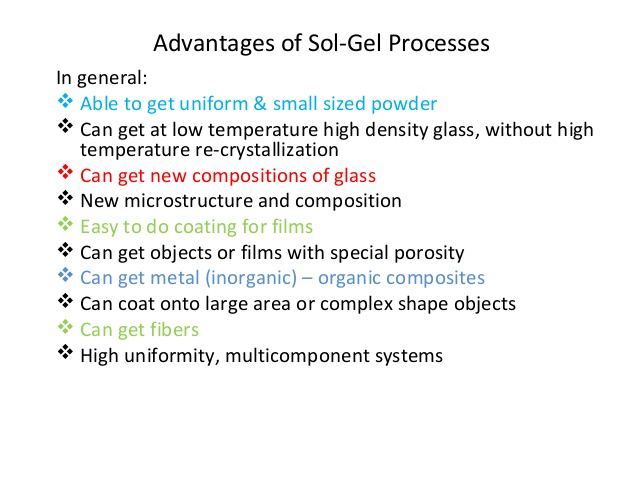 Advantages of Sol-Gel Processes
In general:
❖ Able to get uniform & small sized powder
❖ Can get at low temperature high density glass, without high
temperature re-crystallization
❖ Can get new compositions of glass
❖ New microstructure and composition
❖ Easy to do coating for films
❖ Can get objects or films with special porosity
❖ Can get metal (inorganic) – organic composites
❖ Can coat onto large area or complex shape objects
❖ Can get fibers
❖ High uniformity, multicomponent systems